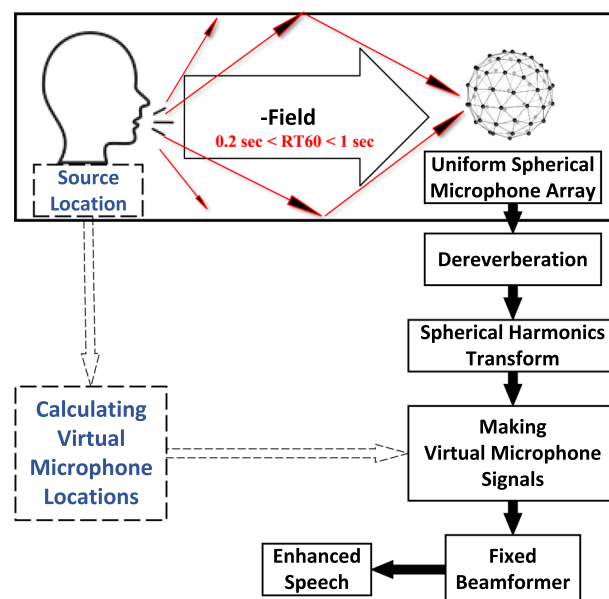 -Field
0.2 sec < RT60 < 1 sec
Source
Location
Uniform Spherical
Microphone Array
Dereverberation
Spherical Harmonics
Transform
Calculating
Virtual
Microphone
Locations
Making
Virtual Microphone
Signals
Fixed
Beamformer
Enhanced
Speech